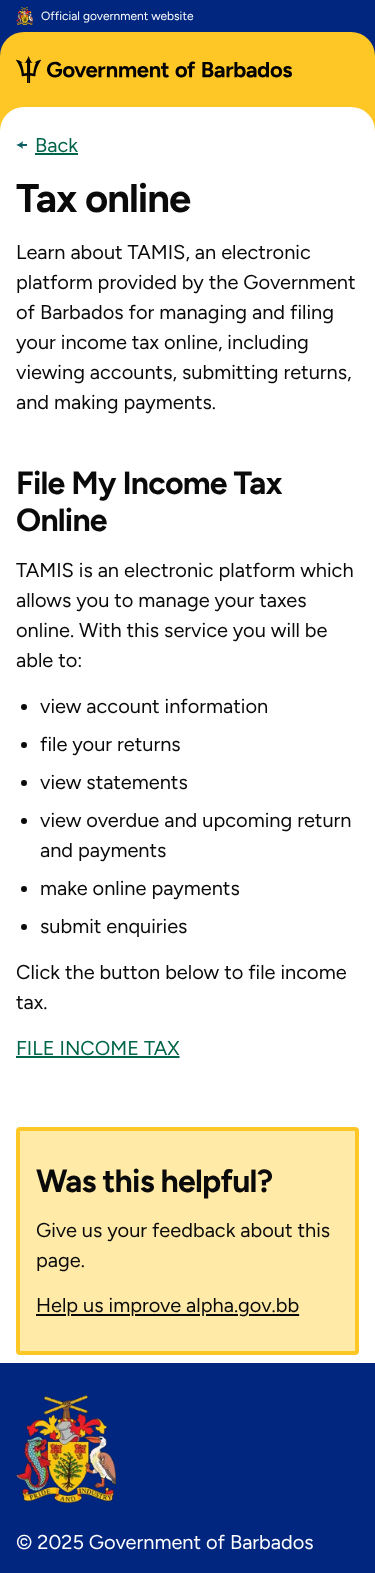 Official government website
Government of Barbados
Back
Tax online
Learn about TAMIS, an electronic
platform provided by the Government
of Barbados for managing and filing
your income tax online, including
viewing accounts, submitting returns,
and making payments.
File My Income Tax
Online
TAMIS is an electronic platform which
allows you to manage your taxes
online. With this service you will be
able to:
• view account information
• file your returns
• view statements
• view overdue and upcoming return
and payments
• make online payments
• submit enquiries
Click the button below to file income
tax.
FILE INCOME TAX
Was this helpful?
Give us your feedback about this
page.
Help us improve alpha.gov.bb
PRIDE AND INDUSTRY
© 2025 Government of Barbados